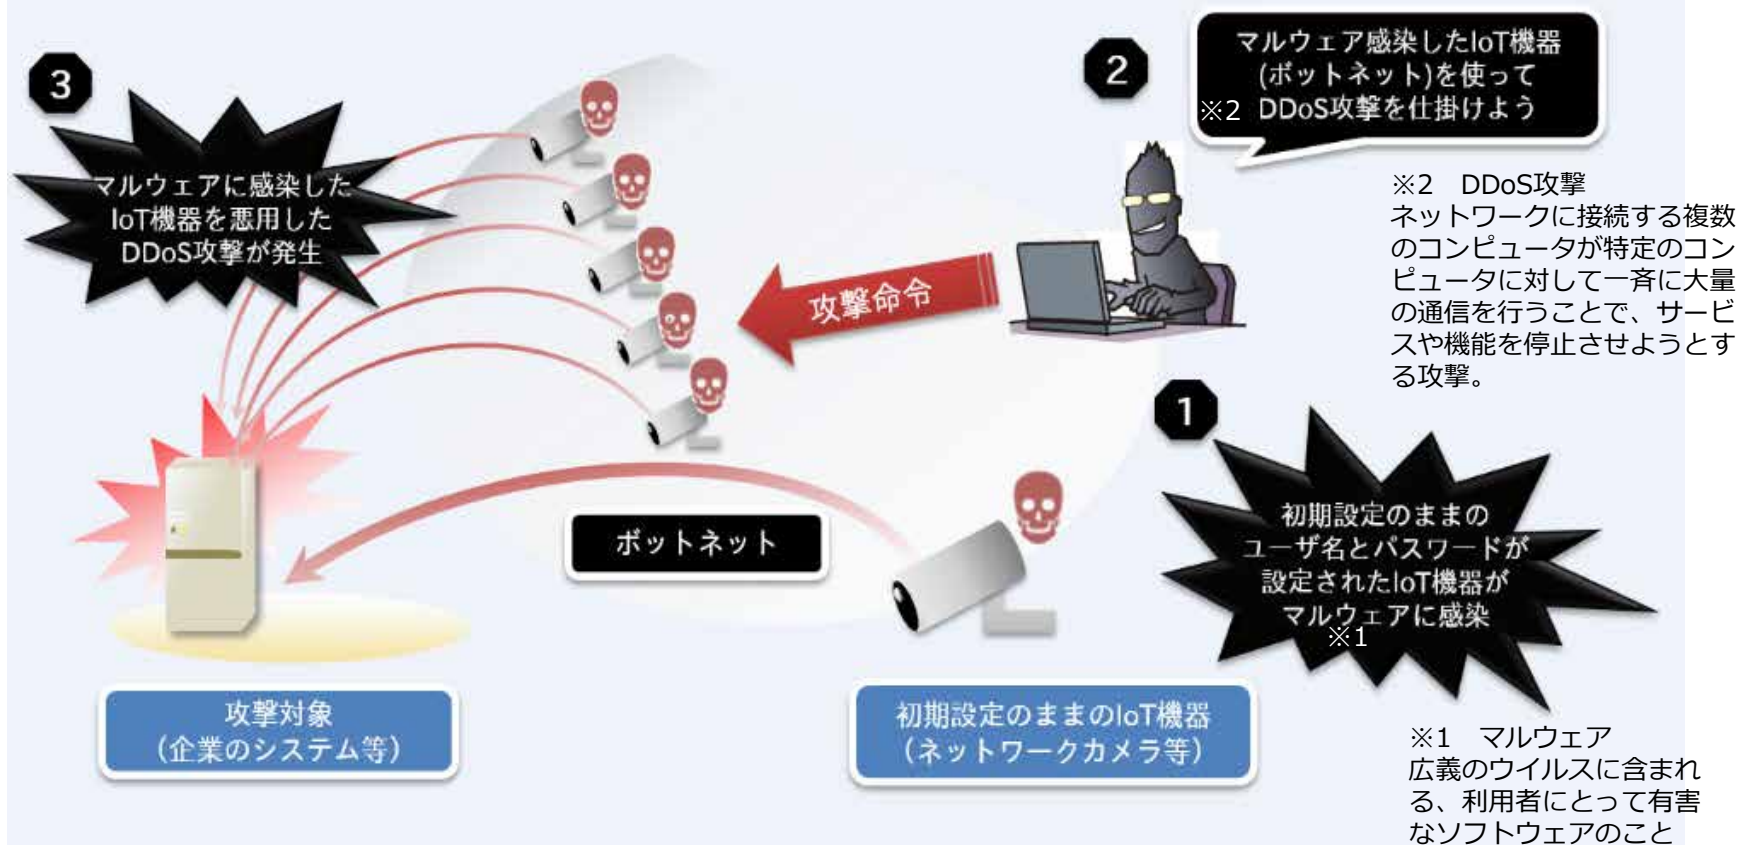 3
マルウェアに感染した
IoT機器を悪用した
DDoS攻撃が発生
2
マルウェア感染したIoT機器
(ボットネット)を使って
※2 DDoS攻撃を仕掛けよう
※2　DDoS攻撃
ネットワークに接続する複数
のコンピュータが特定のコン
ピュータに対して一斉に大量
の通信を行うことで、サービ
スや機能を停止させようとす
る攻撃。
攻撃命令
1
初期設定のままの
ユーザ名とパスワードが
設定されたIoT機器が
マルウェアに感染
※1
ボットネット
攻撃対象
（企業のシステム等）
初期設定のままのIoT機器
（ネットワークカメラ等）
※1　マルウェア
広義のウイルスに含まれ
る、利用者にとって有害
なソフトウェアのこと